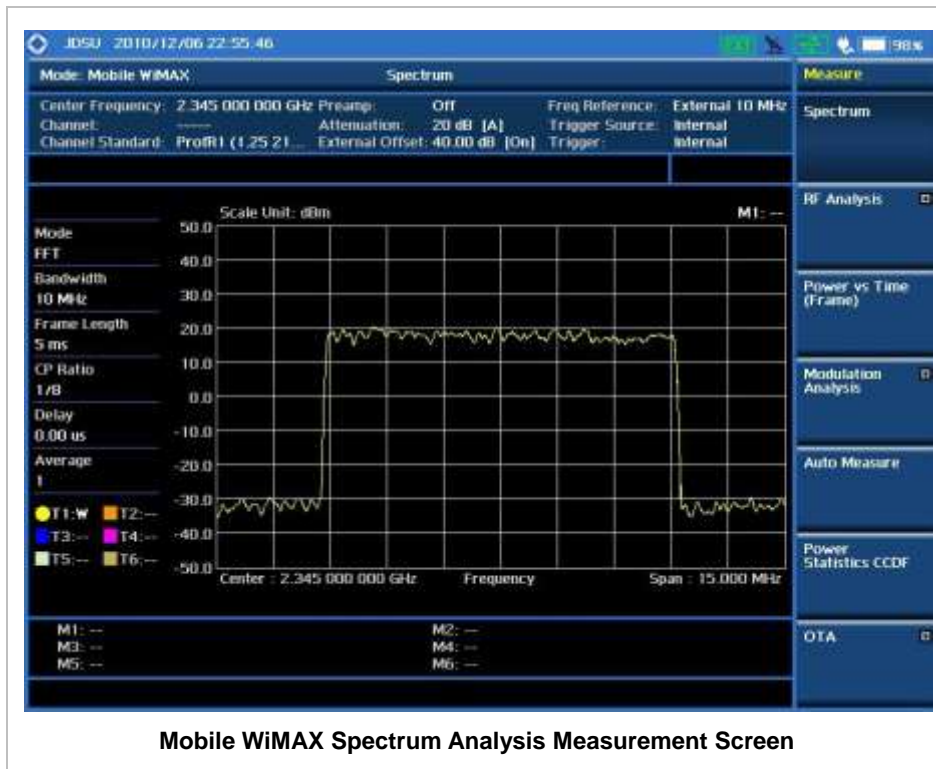 JDSU 2010/12/06 22:55:46
98%
Mode: Mobile WiMAX Spectrum
Measure
Center Frequency: 2.345 000 000 GHz Preamp: Off Freq Reference: External 10 MHz
Channel: ----- Attenuation: 20 dB [A] Trigger Source: Internal
Channel Standard: ProfR1 (1.25 21... External Offset: 40.00 dB [On] Trigger: Internal
Spectrum
RF Analysis
Power vs Time
(Frame)
Modulation
Analysis
Auto Measure
Power
Statistics CCDF
OTA
Mode
FFT
Bandwidth
10 MHz
Frame Length
5 ms
CP Ratio
1/8
Delay
0.00 us
Average
1
T1:W T2:--
T3:-- T4:--
T5:-- T6:--
Scale Unit: dBm M1: --
50.0
40.0
30.0
20.0
10.0
0.0
-10.0
-20.0
-30.0
-40.0
-50.0
Center : 2.345 000 000 GHz Frequency Span : 15.000 MHz
M1: -- M2: --
M3: -- M4: --
M5: -- M6: --
Mobile WiMAX Spectrum Analysis Measurement Screen